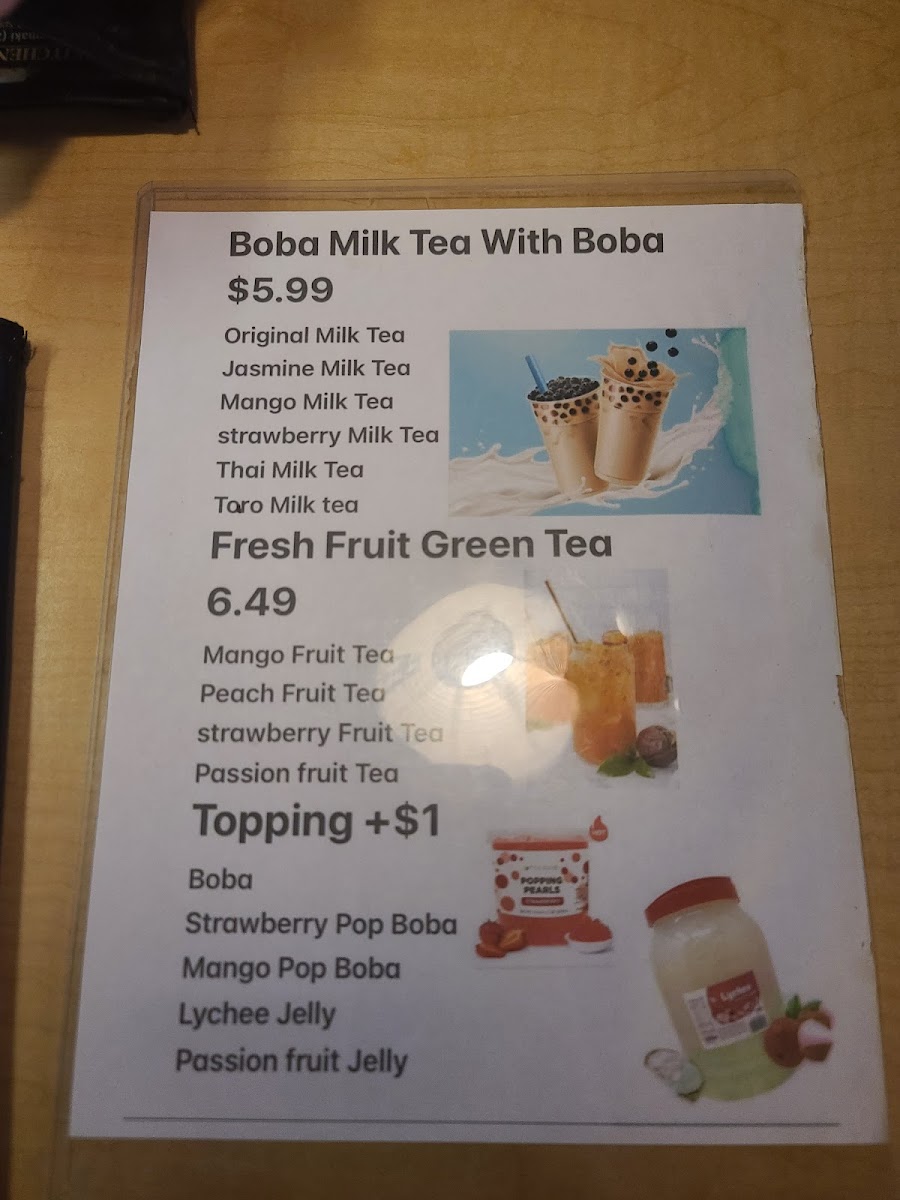 Boba Milk Tea With Boba
$5.99
Original Milk Tea
Jasmine Milk Tea
Mango Milk Tea
strawberry Milk Tea
Thai Milk Tea
Toro Milk tea
Fresh Fruit Green Tea
6.49
Mango Fruit Tea
Peach Fruit Tea
strawberry Fruit Tea
Passion fruit Tea
Topping +$1
Boba
Strawberry Pop Boba
Mango Pop Boba
Lychee Jelly
Passion fruit Jelly
HOT
POPPING
PEARLS
Lychee